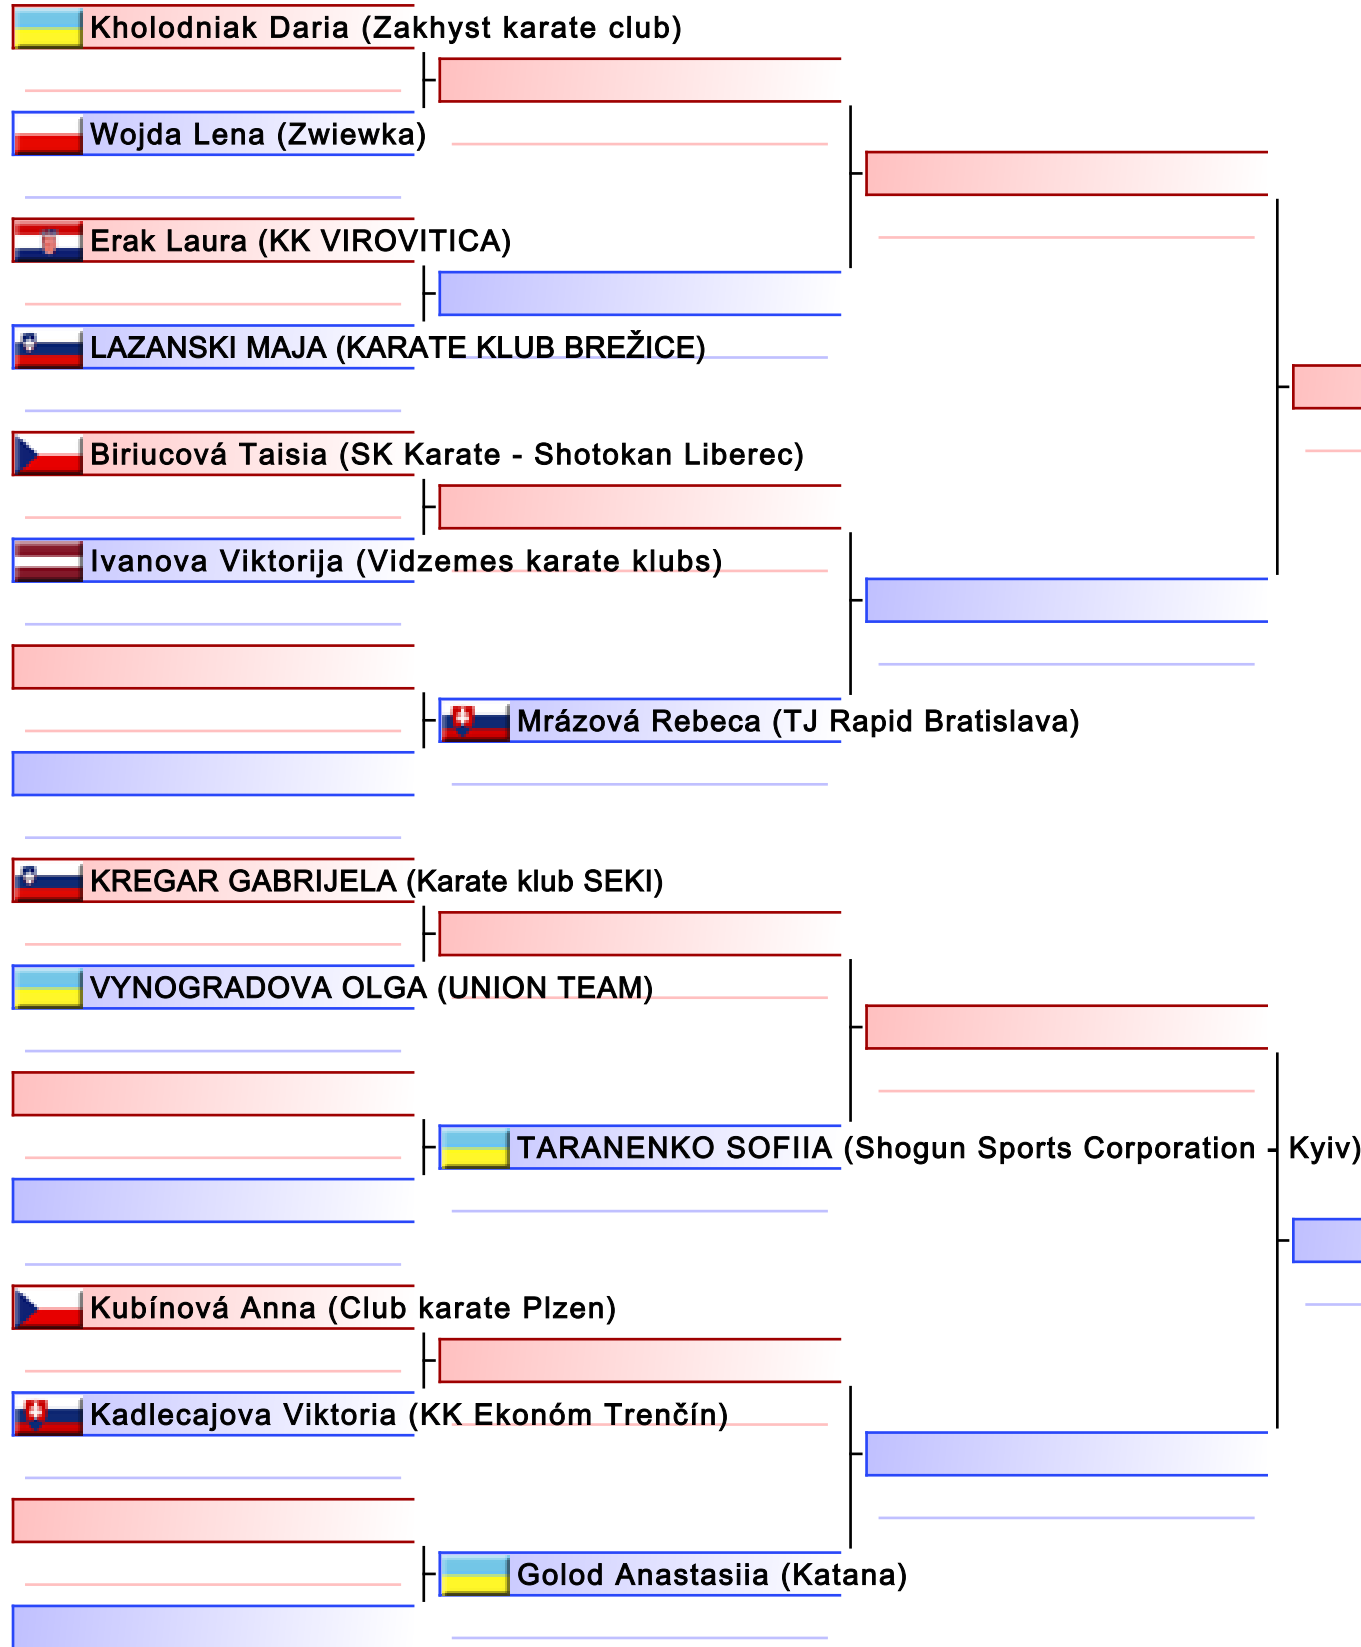 Kholodniak Daria (Zakhyst karate club)
Wojda Lena (Zwiewka)
Erak Laura (KK VIROVITICA)
LAZANSKI MAJA (KARATE KLUB BREŽICE)
Biriucová Taisia (SK Karate - Shotokan Liberec)
Ivanova Viktorija (Vidzemes karate klubs)
Mrázová Rebeca (TJ Rapid Bratislava)
KREGAR GABRIJELA (Karate klub SEKI)
VYNOGRADOVA OLGA (UNION TEAM)
TARANENKO SOFIIA (Shogun Sports Corporation - Kyiv)
Kubínová Anna (Club karate Plzen)
Kadlecajova Viktoria (KK Ekonóm Trenčín)
Golod Anastasiia (Katana)